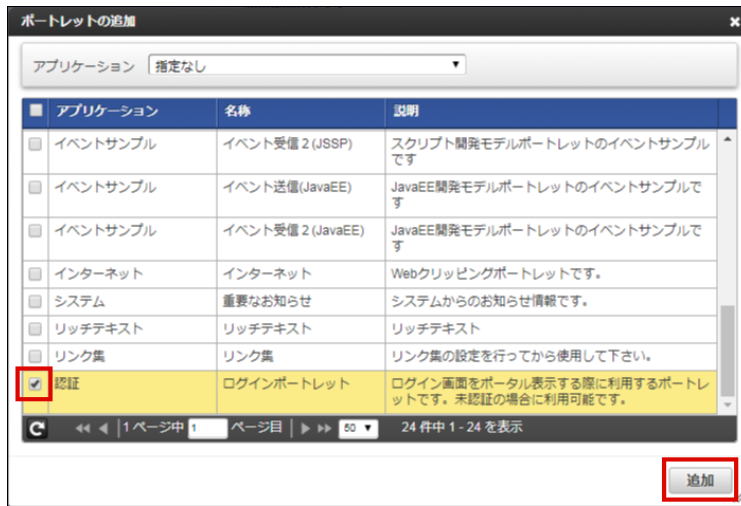 ポートレットの追加
アプリケーション 指定なし
アプリケーション 名称 説明
イベントサンプル イベント受信2(JSSP) スクリプト開発モデルポートレットのイベントサンプル
です
イベントサンプル イベント送信(JavaEE) JavaEE開発モデルポートレットのイベントサンプルで
す
イベントサンプル イベント受信2(JavaEE) JavaEE開発モデルポートレットのイベントサンプルで
す
インターネット インターネット Webクリッピングポートレットです。
システム 重要なお知らせ システムからのお知らせ情報です。
リッチテキスト リッチテキスト リッチテキスト
リンク集 リンク集 リンク集の設定を行ってから使用して下さい。
認証 ログインポートレット ログイン画面をポータル表示する際に利用するポートレ
ットです。未認証の場合に利用可能です。
1ページ中 1 ページ目 50 24 件中 1 - 24 を表示
追加